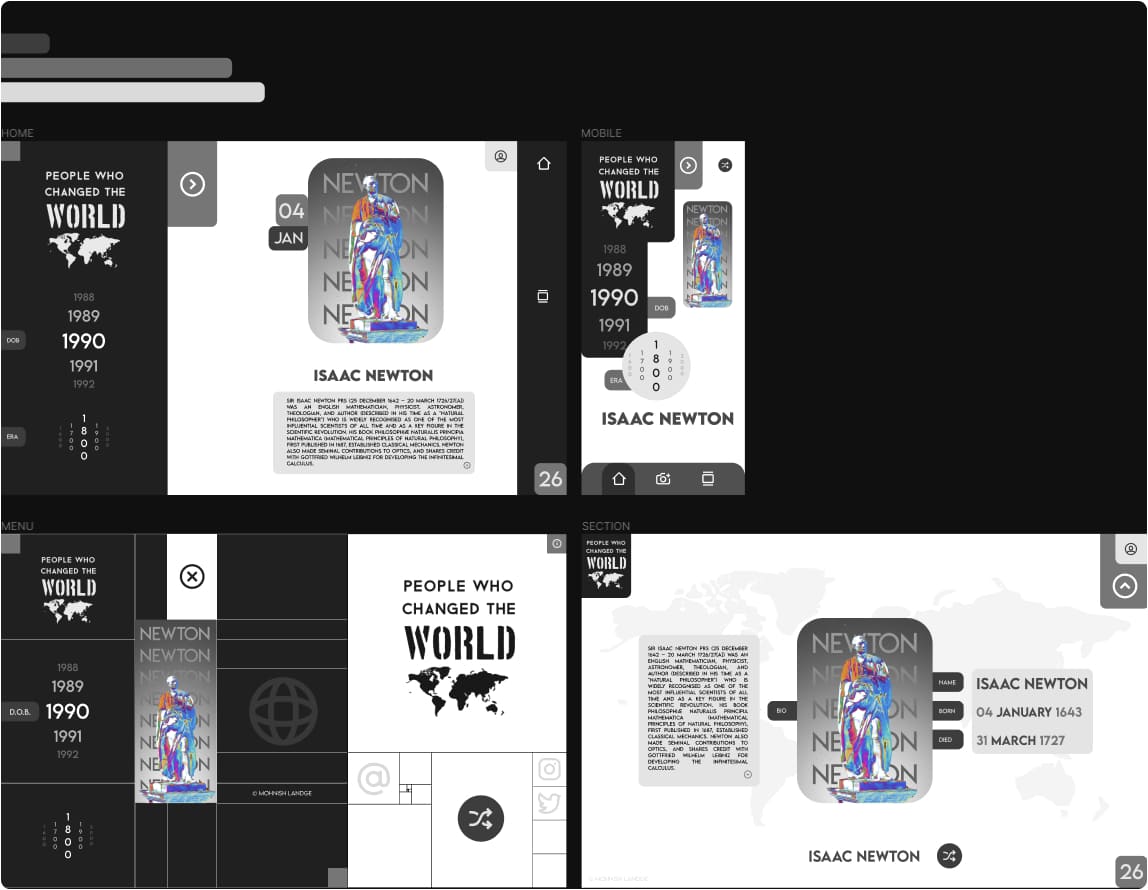 HOME
PEOPLE WHO
CHANGED THE
WORLD
1988
1989
DOB
1990
1991
1992
ERA
1700
1800
1900
04
JAN
NEWTON
NEWTON
NEWTON
NEWTON
NEWTON
ISAAC NEWTON
SIR ISAAC NEWTON PRS (25 DECEMBER 1642 – 20 MARCH 1726/27[A])
WAS AN ENGLISH MATHEMATICIAN, PHYSICIST, ASTRONOMER,
THEOLOGIAN, AND AUTHOR (DESCRIBED IN HIS TIME AS A "NATURAL
PHILOSOPHER") WHO IS WIDELY RECOGNISED AS ONE OF THE MOST
INFLUENTIAL SCIENTISTS OF ALL TIME AND AS A KEY FIGURE IN THE
SCIENTIFIC REVOLUTION. HIS BOOK PHILOSOPHIÆ NATURALIS PRINCIPIA
MATHEMATICA (MATHEMATICAL PRINCIPLES OF NATURAL PHILOSOPHY),
FIRST PUBLISHED IN 1687, ESTABLISHED CLASSICAL MECHANICS. NEWTON
ALSO MADE SEMINAL CONTRIBUTIONS TO OPTICS, AND SHARES CREDIT
WITH GOTTFRIED WILHELM LEIBNIZ FOR DEVELOPING THE INFINITESIMAL
CALCULUS.
26
MOBILE
PEOPLE WHO
CHANGED THE
WORLD
1988
1989
1990
1991
1992
DOB
1700
1800
1900
ERA
NEWTON
ISAAC NEWTON
MENU
PEOPLE WHO
CHANGED THE
WORLD
1988
1989
D.O.B.
1990
1991
1992
1700
1800
1900
NEWTON
NEWTON
NEWTON
NEWTON
NEWTON
NEWTON
NEWTON
© MOHNISH LANDGE
PEOPLE WHO
CHANGED THE
WORLD
@
SECTION
PEOPLE WHO
CHANGED THE
WORLD
SIR ISAAC NEWTON PRS (25 DECEMBER
1642 – 20 MARCH 1726/27[A]) WAS AN
ENGLISH MATHEMATICIAN, PHYSICIST,
ASTRONOMER, THEOLOGIAN, AND
AUTHOR (DESCRIBED IN HIS TIME AS A
"NATURAL PHILOSOPHER") WHO IS
WIDELY RECOGNISED AS ONE OF THE
MOST INFLUENTIAL SCIENTISTS OF ALL
TIME AND AS A KEY FIGURE IN THE
SCIENTIFIC REVOLUTION. HIS BOOK
PHILOSOPHIÆ NATURALIS PRINCIPIA
MATHEMATICA (MATHEMATICAL
PRINCIPLES OF NATURAL PHILOSOPHY),
FIRST PUBLISHED IN 1687, ESTABLISHED
CLASSICAL MECHANICS. NEWTON ALSO
MADE SEMINAL CONTRIBUTIONS TO
OPTICS, AND SHARES CREDIT WITH
GOTTFRIED WILHELM LEIBNIZ FOR
DEVELOPING THE INFINITESIMAL
CALCULUS.
BIO
NEWTON
NEWTON
NEWTON
NEWTON
NEWTON
NAME
ISAAC NEWTON
BORN
04 JANUARY 1643
DIED
31 MARCH 1727
ISAAC NEWTON
© MOHNISH LANDGE
26